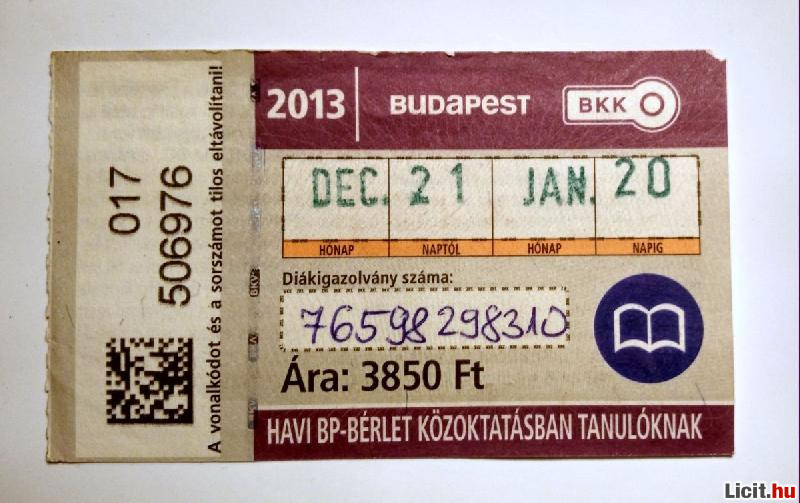 A vonalkódot és a sorszámot tilos eltávolítani!
017
506976
2013 BUDAPEST BKK
DEC. 21 JAN. 20
HÓNAP NAPTÓL HÓNAP NAPIG
BKV
Diákigazolvány száma:
76598298310
Ára: 3850 Ft
HAVI BP-BÉRLET KÖZOKTATÁSBAN TANULÓKNAK
Licit.hu